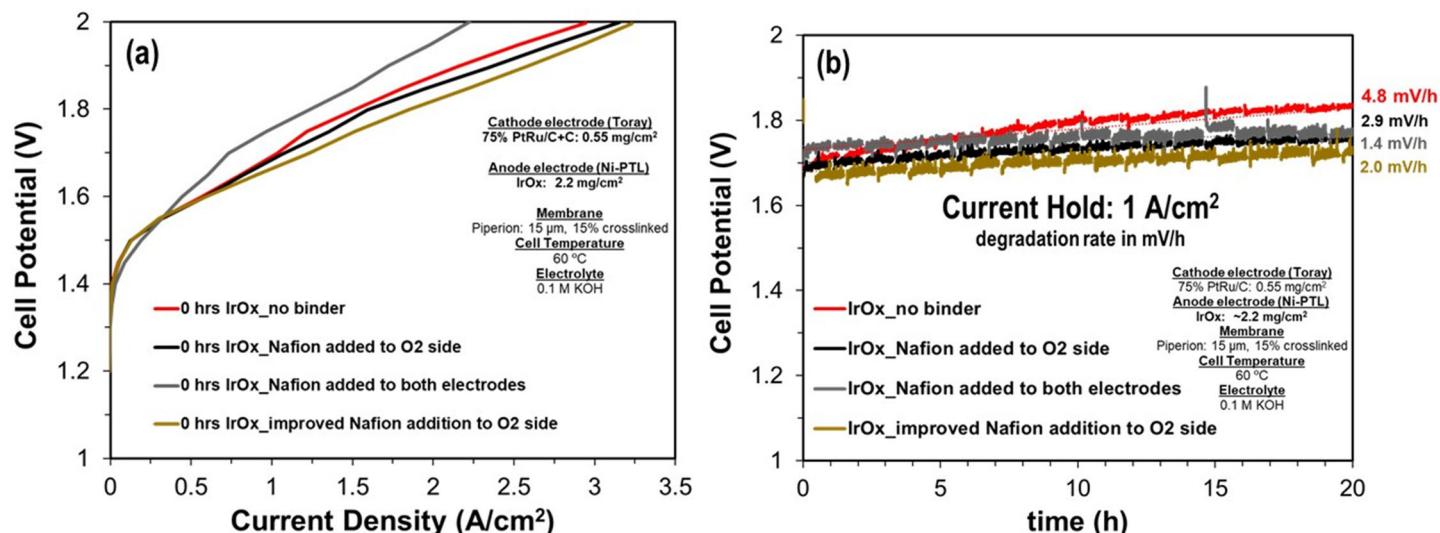 (a)
2
1.8
1.6
1.4
1.2
1
Cell Potential (V)
Cathode electrode (Toray)
75% PtRu/C+C: 0.55 mg/cm²
Anode electrode (Ni-PTL)
IrOx: 2.2 mg/cm²
Membrane
Piperion: 15 µm, 15% crosslinked
Cell Temperature
60 ºC
Electrolyte
0.1 M KOH
0 hrs IrOx_no binder
0 hrs IrOx_Nafion added to O2 side
0 hrs IrOx_Nafion added to both electrodes
0 hrs IrOx_improved Nafion addition to O2 side
0 0.5 1 1.5 2 2.5 3 3.5
Current Density (A/cm²)
(b)
2
1.8
1.6
1.4
1.2
1
Cell Potential (V)
4.8 mV/h
2.9 mV/h
1.4 mV/h
2.0 mV/h
Current Hold: 1 A/cm²
degradation rate in mV/h
Cathode electrode (Toray)
75% PtRu/C: 0.55 mg/cm²
Anode electrode (Ni-PTL)
IrOx: ~2.2 mg/cm²
Membrane
Piperion: 15 µm, 15% crosslinked
Cell Temperature
60 ºC
Electrolyte
0.1 M KOH
IrOx_no binder
IrOx_Nafion added to O2 side
IrOx_Nafion added to both electrodes
IrOx_improved Nafion addition to O2 side
0 5 10 15 20
time (h)